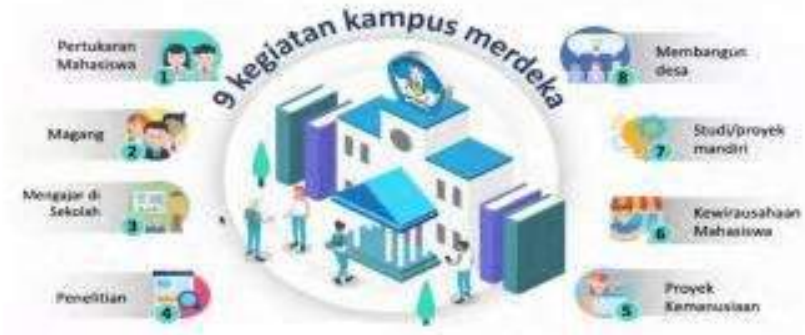 9 kegiatan kampus merdeka
Pertukaran
Mahasiswa
1
Magang
2
Mengajar di
Sekolah
3
Penelitian
4
Proyek
Kemanusiaan
5
Kewirausahaan
Mahasiswa
6
Studi/proyek
mandiri
7
Membangun
desa
8